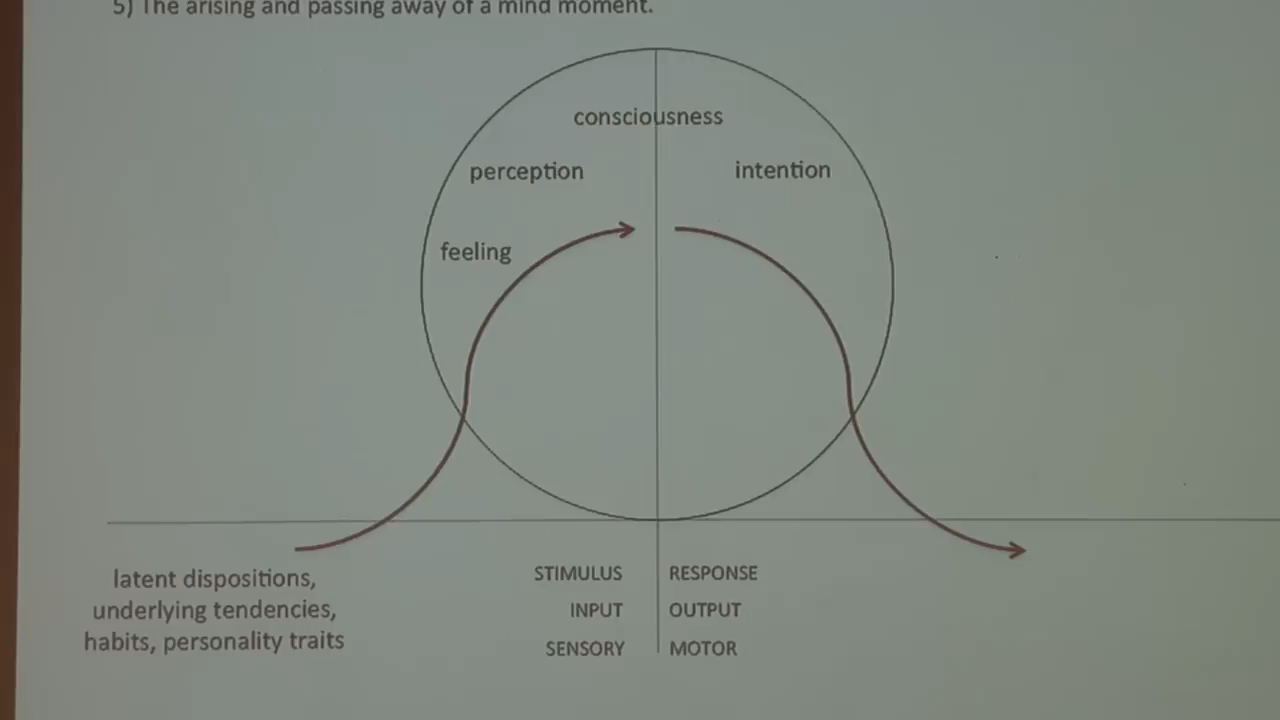 5) The arising and passing away of a mind moment.
consciousness
perception
intention
feeling
latent dispositions,
underlying tendencies,
habits, personality traits
STIMULUS
RESPONSE
INPUT
OUTPUT
SENSORY
MOTOR